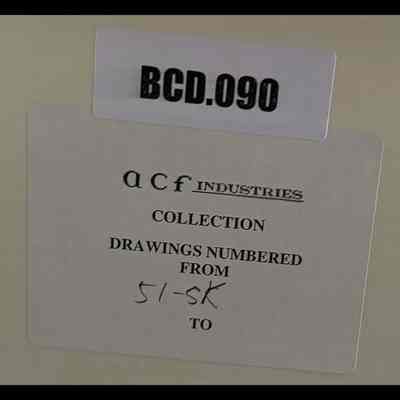 BCD.090
acf INDUSTRIES
COLLECTION
DRAWINGS NUMBERED
FROM
51-SK
TO